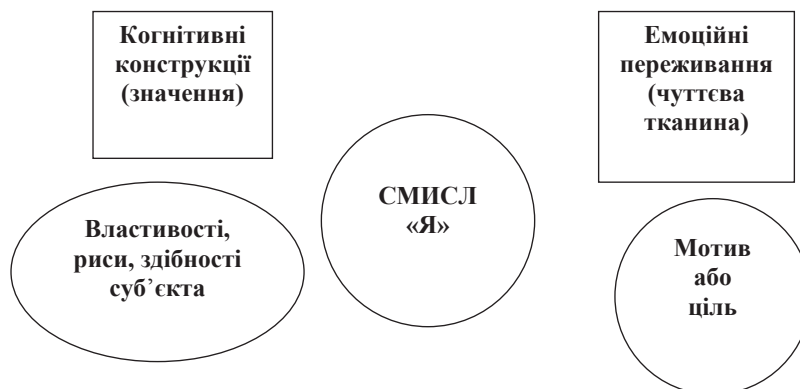 Когнітивні
конструкції
(значення)
Емоційні
переживання
(чуттєва
тканина)
СМИСЛ
«Я»
Властивості,
риси, здібності
суб’єкта
Мотив
або
ціль